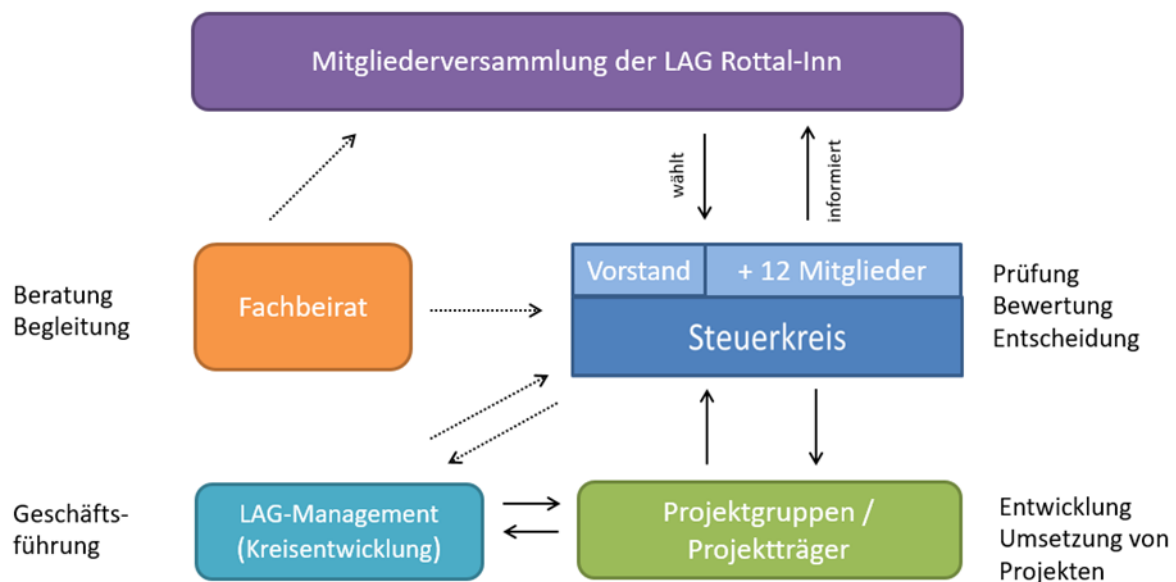 Mitgliederversammlung der LAG Rottal-Inn
wählt
informiert
Beratung
Begleitung
Fachbeirat
Vorstand
+ 12 Mitglieder
Steuerkreis
Prüfung
Bewertung
Entscheidung
Geschäfts-
führung
LAG-Management
(Kreisentwicklung)
Projektgruppen /
Projektträger
Entwicklung
Umsetzung von
Projekten